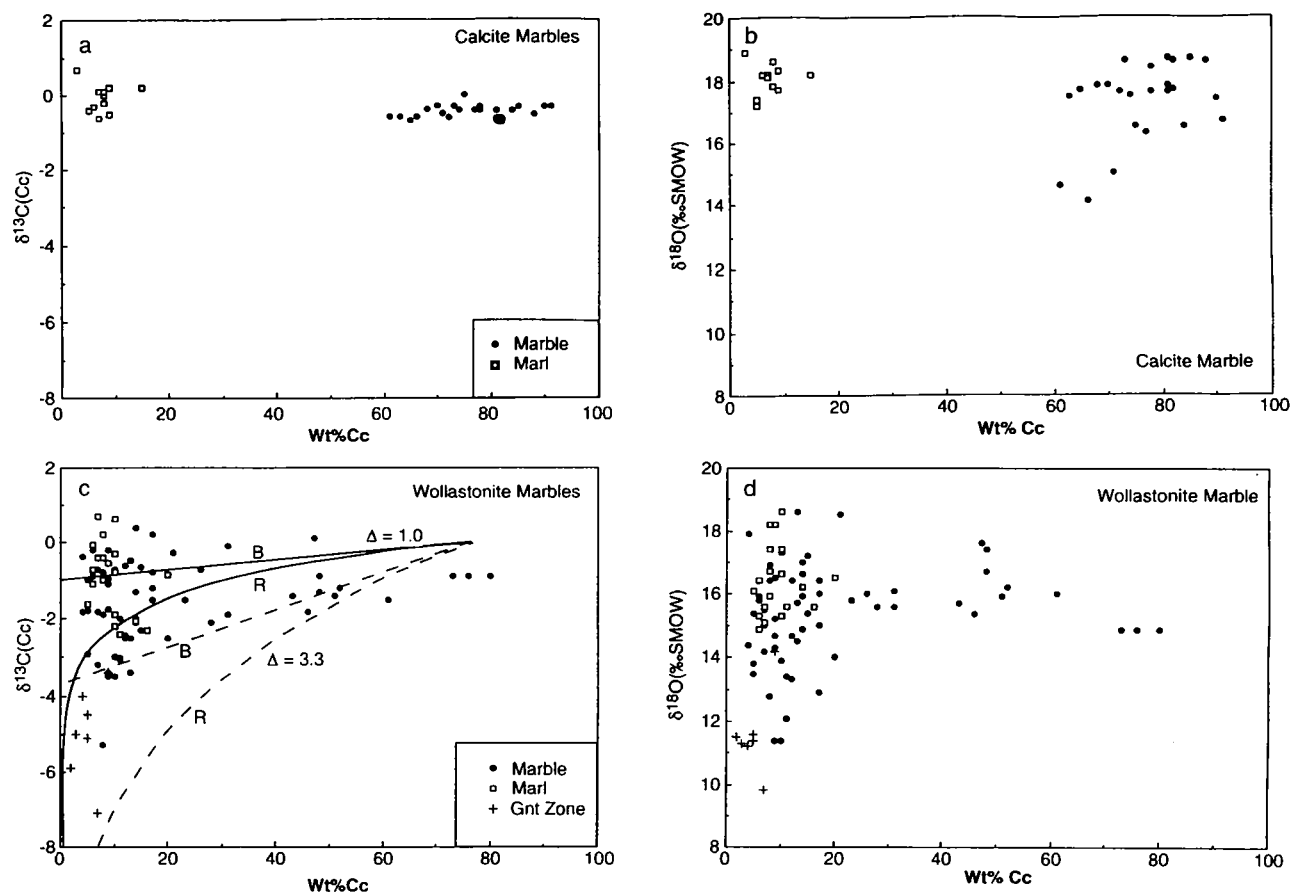 a
Calcite Marbles
2
0
-2
-4
-6
-8
δ13C(Cc)
Marble
Marl
0 20 40 60 80 100
Wt%Cc
b
20
18
16
14
12
10
8
δ18O(‰SMOW)
Calcite Marble
0 20 40 60 80 100
Wt% Cc
c
Wollastonite Marbles
2
0
-2
-4
-6
-8
δ13C(Cc)
Δ = 1.0
B
R
B
Δ = 3.3
R
Marble
Marl
Gnt Zone
0 20 40 60 80 100
Wt%Cc
d
Wollastonite Marble
20
18
16
14
12
10
8
δ18O(‰SMOW)
0 20 40 60 80 100
Wt% Cc